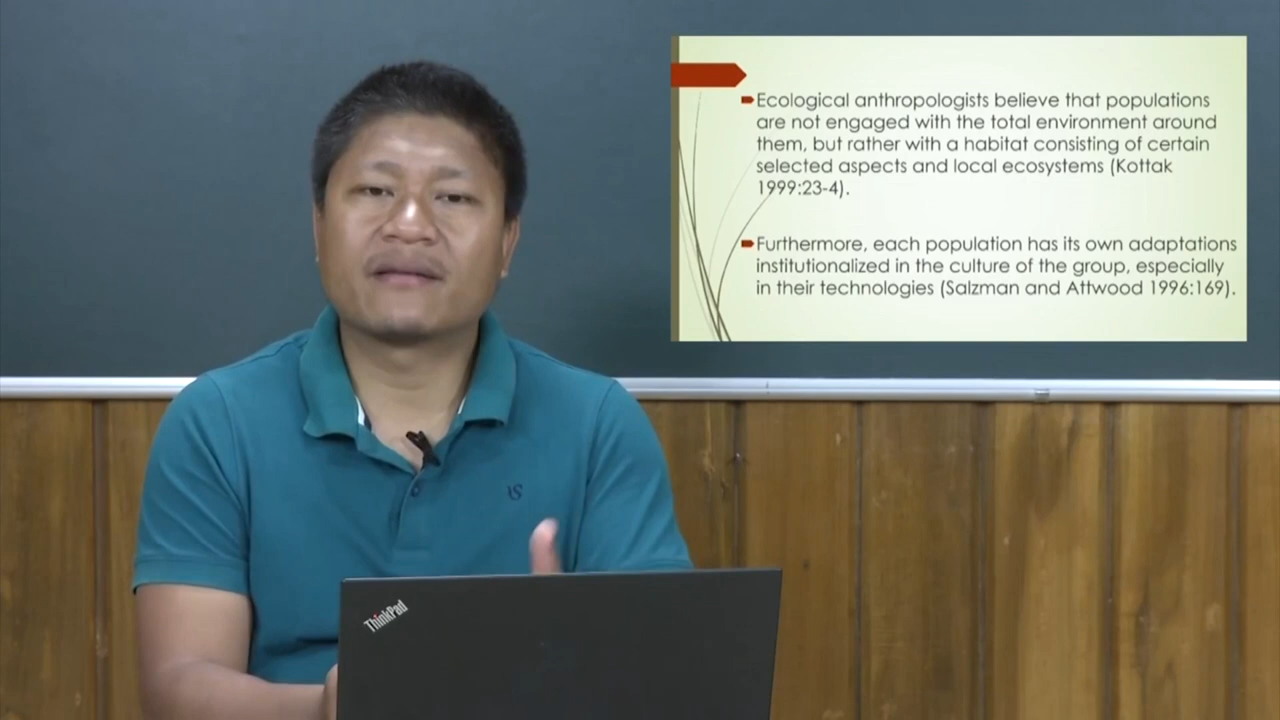 Ecological anthropologists believe that populations
are not engaged with the total environment around
them, but rather with a habitat consisting of certain
selected aspects and local ecosystems (Kottak
1999:23-4).
Furthermore, each population has its own adaptations
institutionalized in the culture of the group, especially
in their technologies (Salzman and Attwood 1996:169).
ThinkPad